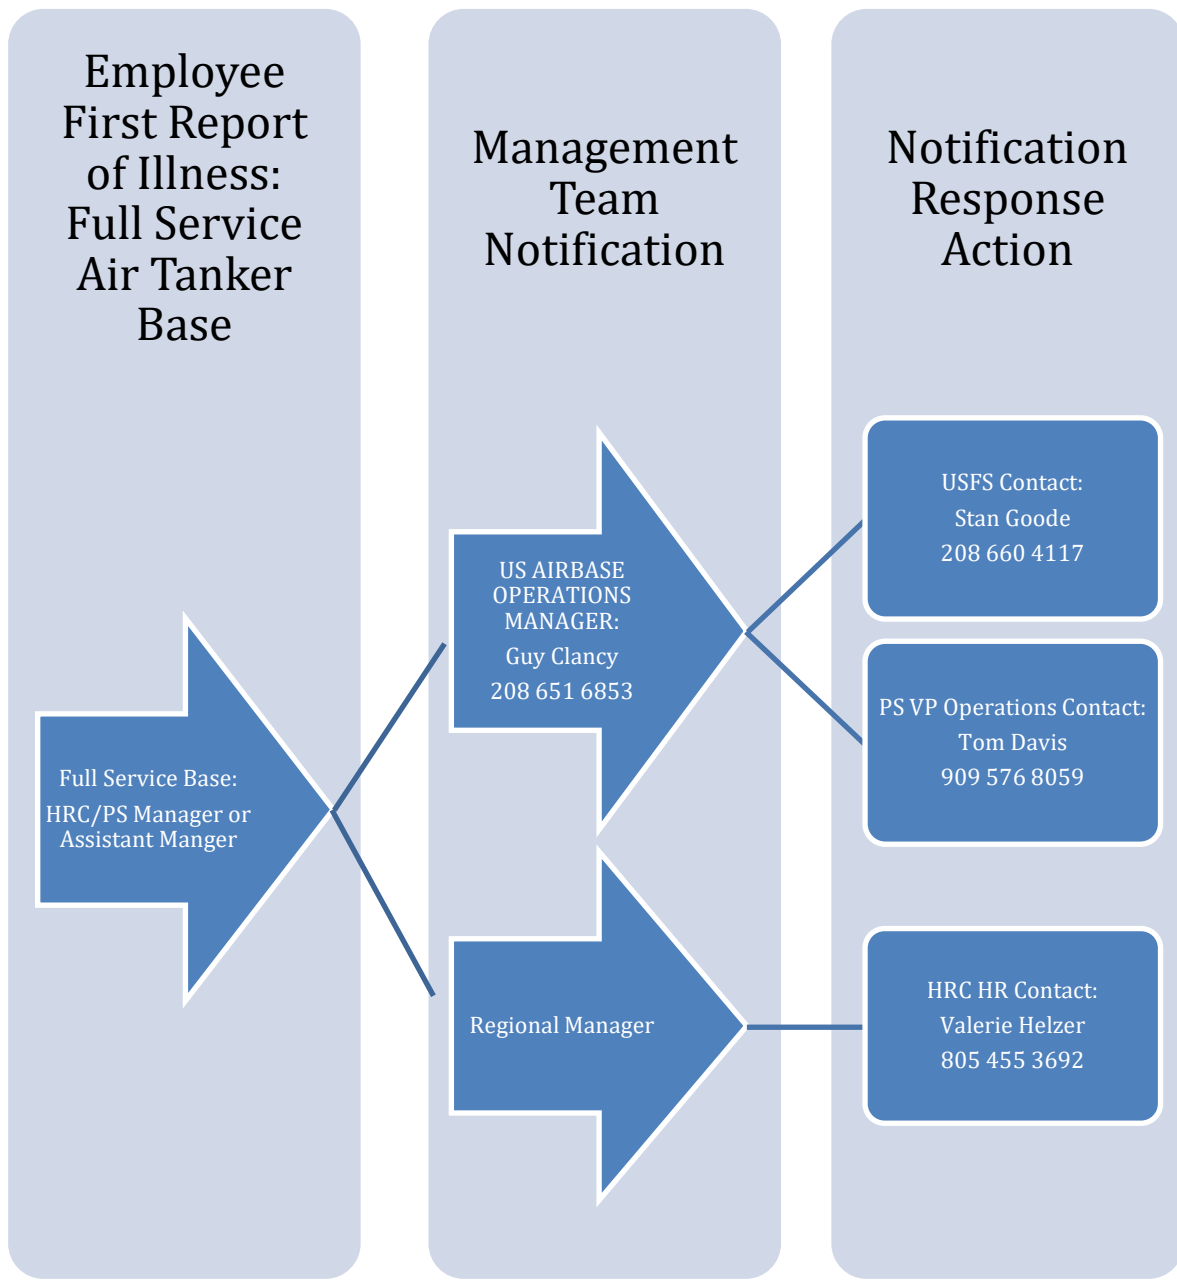 Employee
First Report
of Illness:
Full Service
Air Tanker
Base
Full Service Base:
HRC/PS Manager or
Assistant Manger
Management
Team
Notification
US AIRBASE
OPERATIONS
MANAGER:
Guy Clancy
208 651 6853
Regional Manager
Notification
Response
Action
USFS Contact:
Stan Goode
208 660 4117
PS VP Operations Contact:
Tom Davis
909 576 8059
HRC HR Contact:
Valerie Helzer
805 455 3692